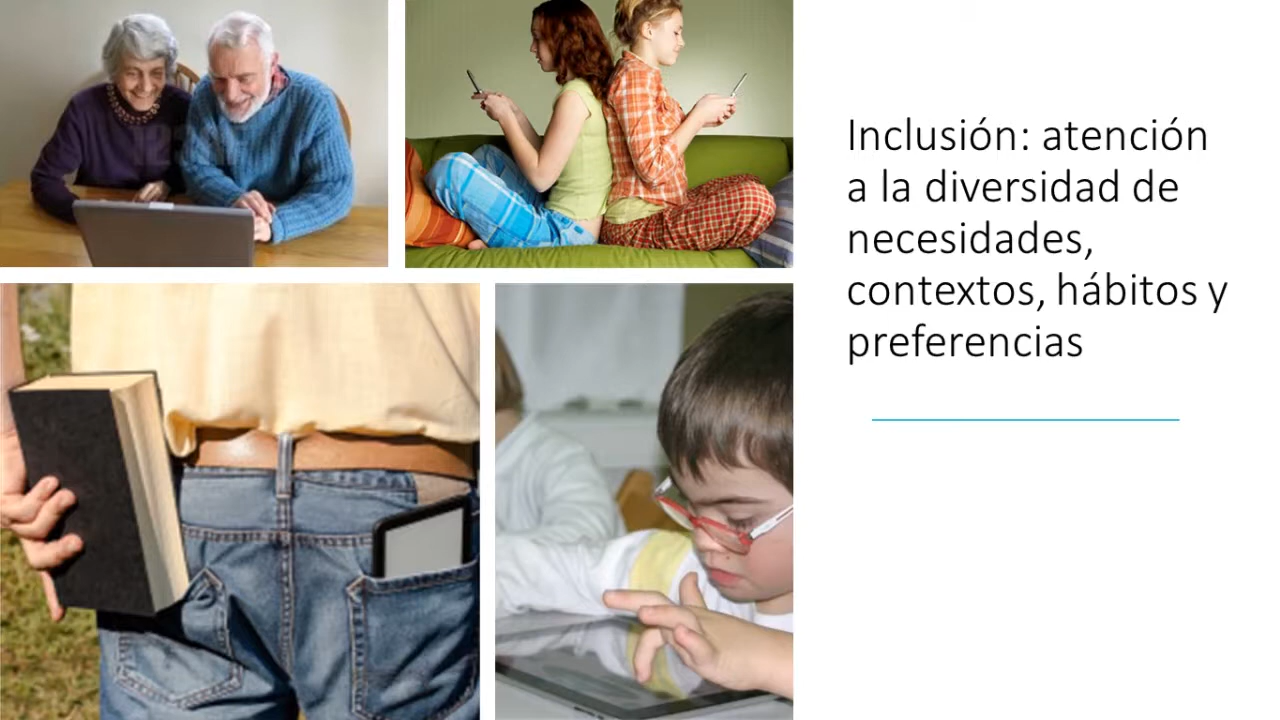 Inclusión: atención
a la diversidad de
necesidades,
contextos, hábitos y
preferencias